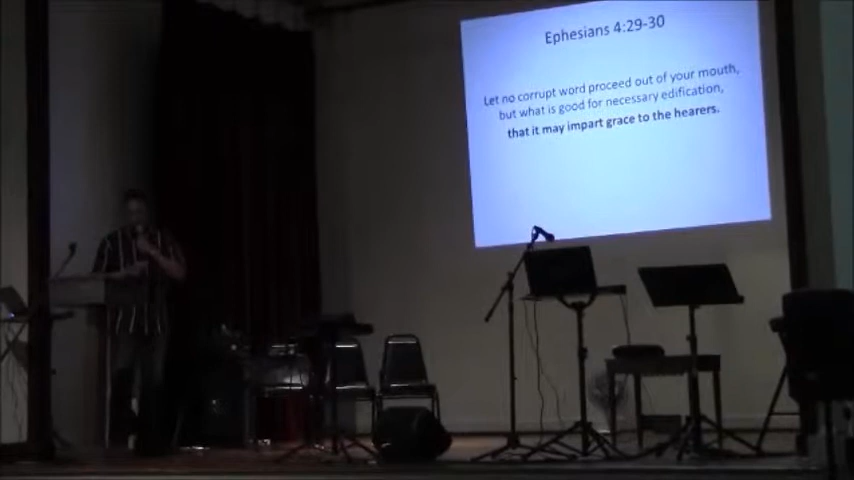 Ephesians 4:29-30
Let no corrupt word proceed out of your mouth,
but what is good for necessary edification,
that it may impart grace to the hearers.